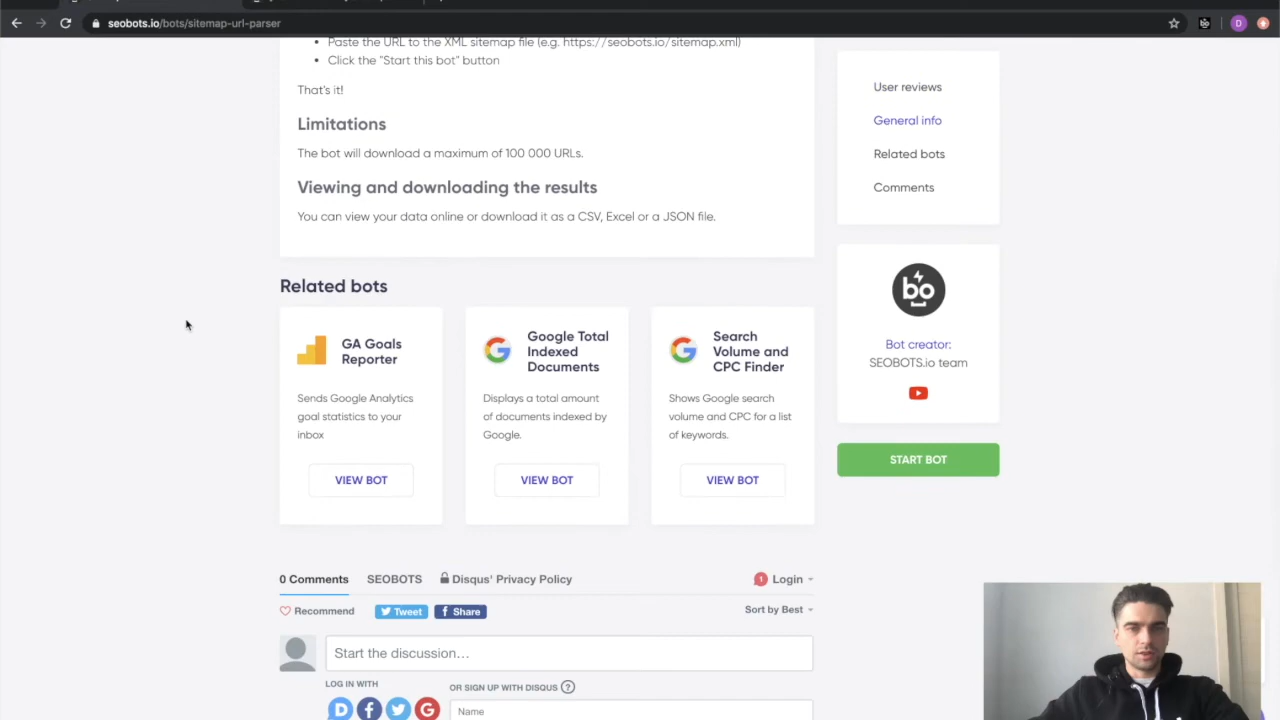 seobots.io/bots/sitemap-url-parser
D
Paste the URL to the XML sitemap file (e.g. https://seobots.io/sitemap.xml)
Click the "Start this bot" button
That's it!
Limitations
The bot will download a maximum of 100 000 URLs.
Viewing and downloading the results
You can view your data online or download it as a CSV, Excel or a JSON file.
User reviews
General info
Related bots
Comments
bo
Bot creator:
SEOBOTS.io team
START BOT
Related bots
GA Goals
Reporter
Sends Google Analytics
goal statistics to your
inbox
VIEW BOT
Google Total
Indexed
Documents
Displays a total amount
of documents indexed by
Google.
VIEW BOT
Search
Volume and
CPC Finder
Shows Google search
volume and CPC for a list
of keywords.
VIEW BOT
0 Comments SEOBOTS Disqus' Privacy Policy 1 Login
Recommend Tweet f Share Sort by Best
Start the discussion...
LOG IN WITH
OR SIGN UP WITH DISQUS ?
D f G
Name